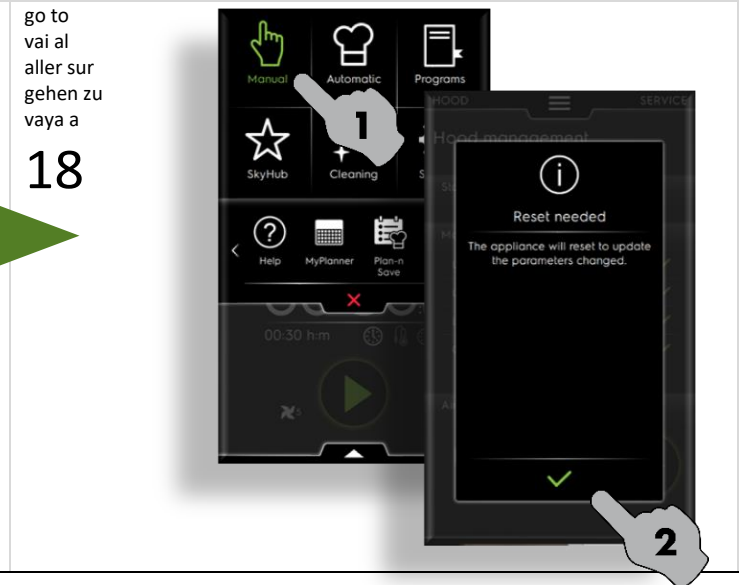 go to
vai al
aller sur
gehen zu
vaya a
18
Manual
Automatic
Programs
1
SkyHub
Cleaning
Help
MyPlanner
Plan-n
Save
00:30 h:m
5
HOOD
SERVICE
Hood management
Reset needed
The appliance will reset to update
the parameters changed.
2